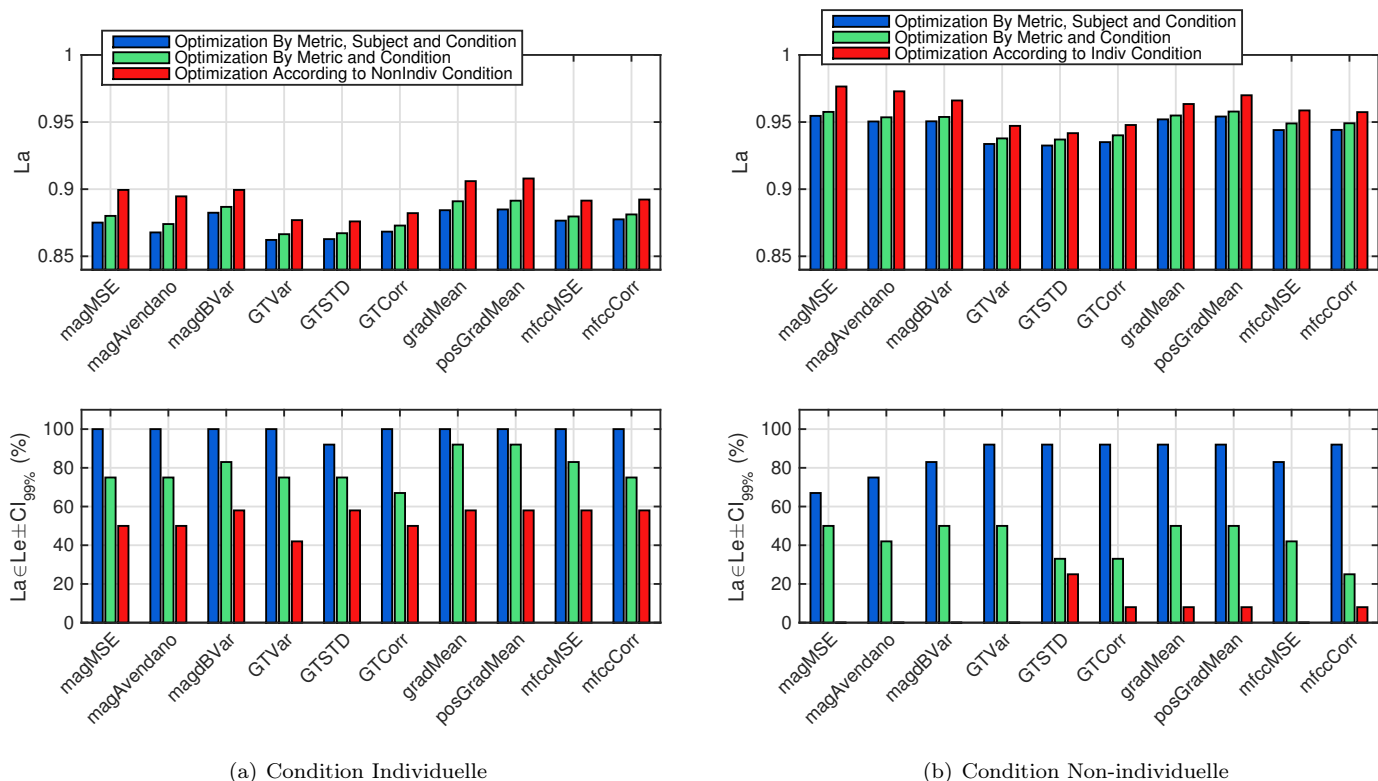 Optimization By Metric, Subject and Condition
Optimization By Metric and Condition
Optimization According to NonIndiv Condition
1
0.95
0.9
0.85
La
magMSE
magAvendano
magdBVar
GTVar
GTSTD
GTCorr
gradMean
posGradMean
mfccMSE
mfccCorr
100
80
60
40
20
0
La∈Le±CI99% (%)
magMSE
magAvendano
magdBVar
GTVar
GTSTD
GTCorr
gradMean
posGradMean
mfccMSE
mfccCorr
(a) Condition Individuelle
Optimization By Metric, Subject and Condition
Optimization By Metric and Condition
Optimization According to Indiv Condition
1
0.95
0.9
0.85
La
magMSE
magAvendano
magdBVar
GTVar
GTSTD
GTCorr
gradMean
posGradMean
mfccMSE
mfccCorr
100
80
60
40
20
0
La∈Le±CI99% (%)
magMSE
magAvendano
magdBVar
GTVar
GTSTD
GTCorr
gradMean
posGradMean
mfccMSE
mfccCorr
(b) Condition Non-individuelle